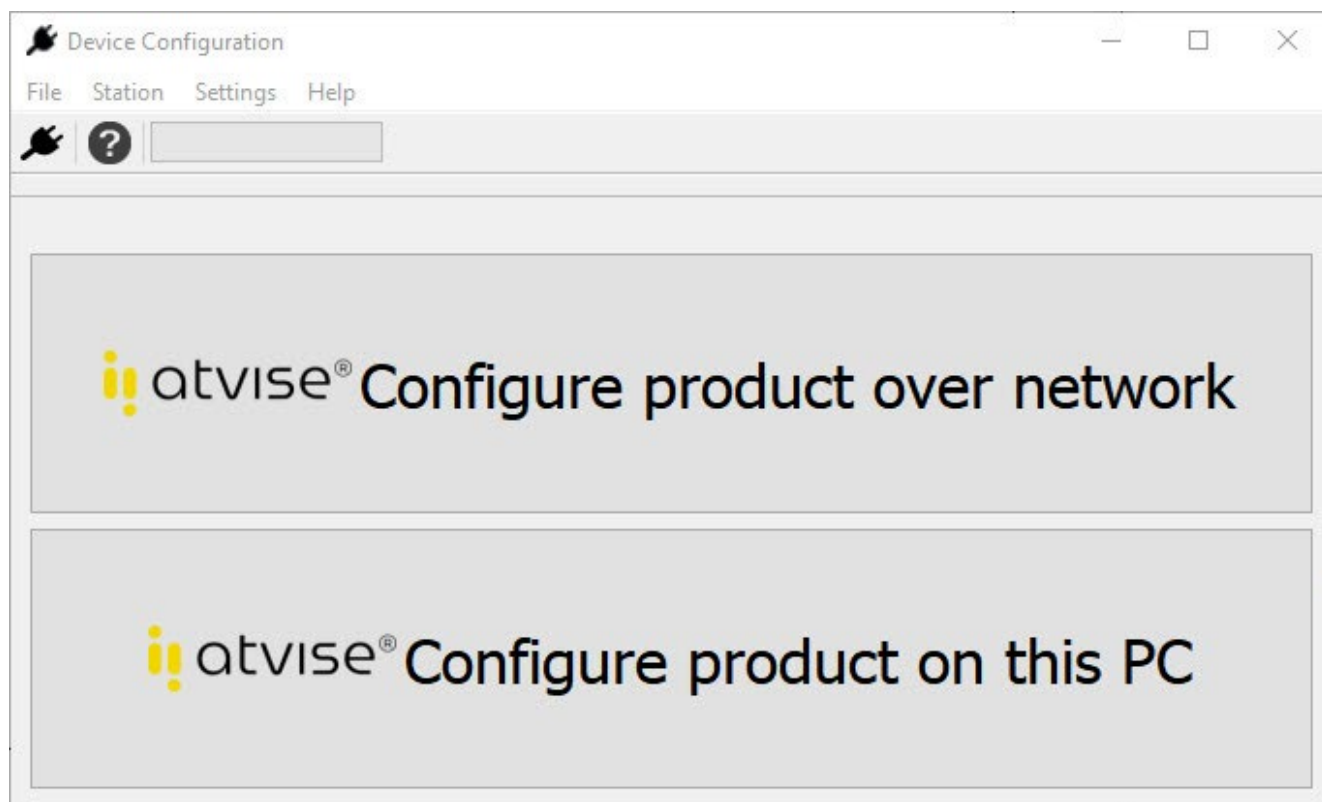 Device Configuration
File Station Settings Help
?
atvise® Configure product over network
atvise® Configure product on this PC